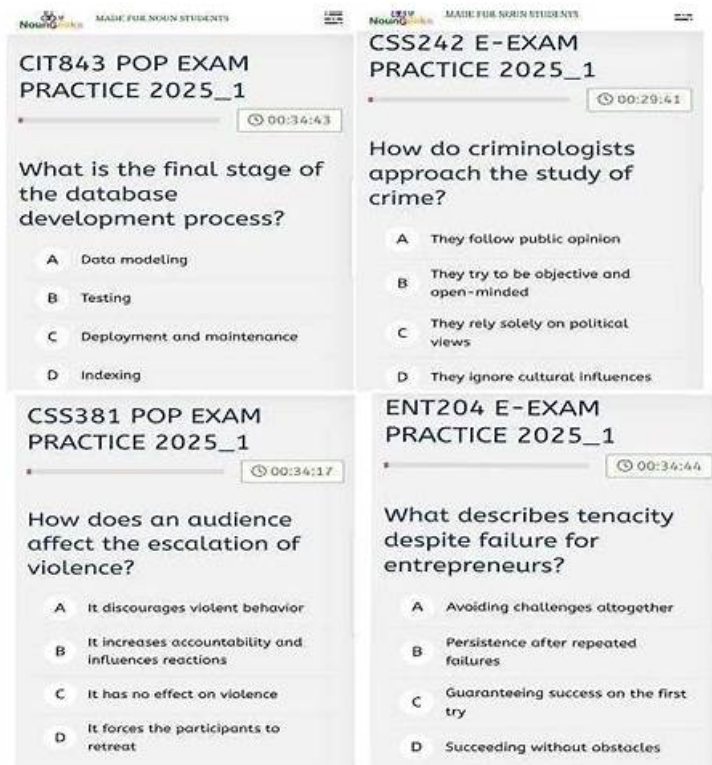 NounGeeks MADE FOR NOUN STUDENTS
CIT843 POP EXAM
PRACTICE 2025_1
00:34:43
What is the final stage of
the database
development process?
A Data modeling
B Testing
C Deployment and maintenance
D Indexing
NounGeeks MADE FOR NOUN STUDENTS
CSS242 E-EXAM
PRACTICE 2025_1
00:29:41
How do criminologists
approach the study of
crime?
A They follow public opinion
B They try to be objective and
open-minded
C They rely solely on political
views
D They ignore cultural influences
CSS381 POP EXAM
PRACTICE 2025_1
00:34:17
How does an audience
affect the escalation of
violence?
A It discourages violent behavior
B It increases accountability and
influences reactions
C It has no effect on violence
D It forces the participants to
retreat
ENT204 E-EXAM
PRACTICE 2025_1
00:34:44
What describes tenacity
despite failure for
entrepreneurs?
A Avoiding challenges altogether
B Persistence after repeated
failures
C Guaranteeing success on the first
try
D Succeeding without obstacles